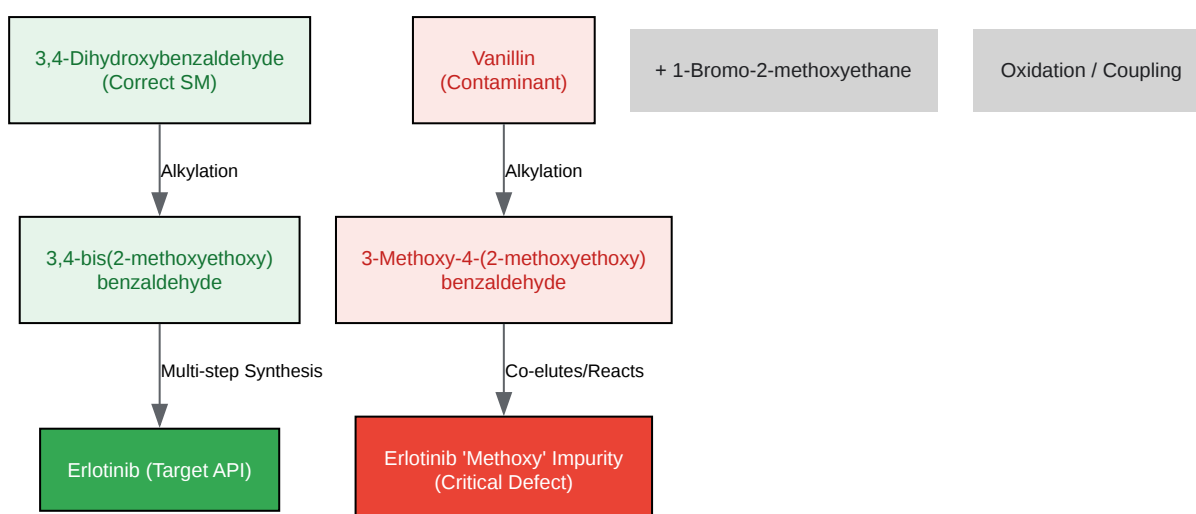 3,4-Dihydroxybenzaldehyde
(Correct SM)
Vanillin
(Contaminant)
+ 1-Bromo-2-methoxyethane
Oxidation / Coupling
Alkylation
Alkylation
3,4-bis(2-methoxyethoxy)
benzaldehyde
3-Methoxy-4-(2-methoxyethoxy)
benzaldehyde
Multi-step Synthesis
Co-elutes/Reacts
Erlotinib (Target API)
Erlotinib 'Methoxy' Impurity
(Critical Defect)